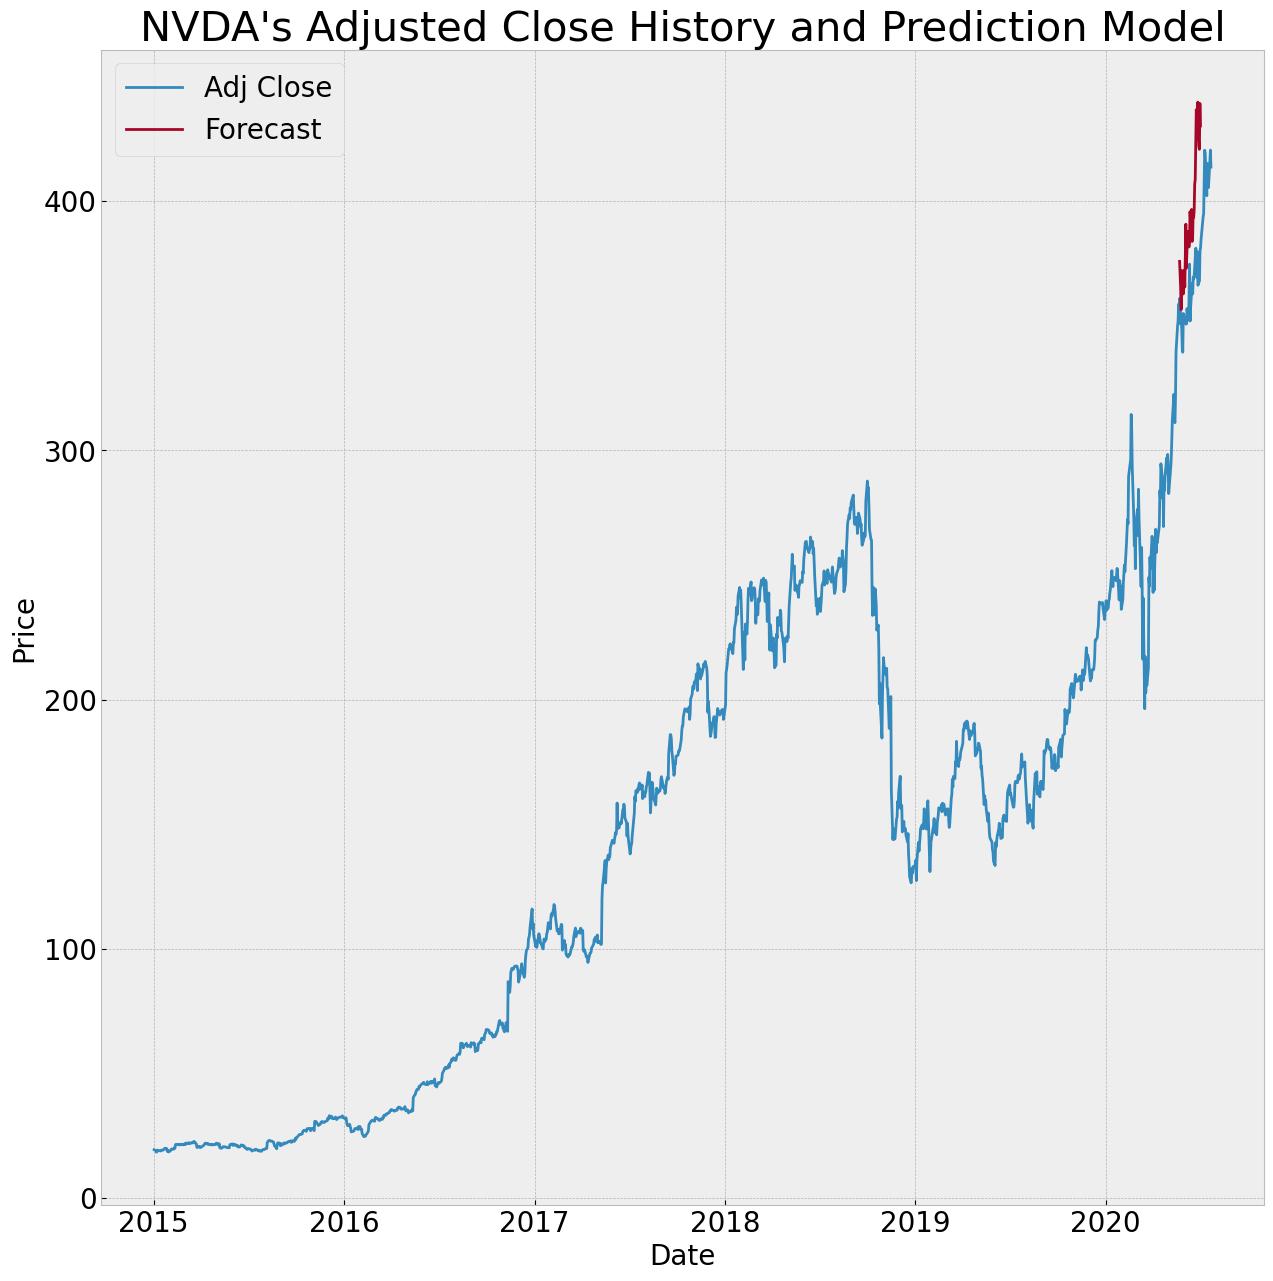 NVDA's Adjusted Close History and Prediction Model
Adj Close
Forecast
400
300
200
100
0
Price
2015 2016 2017 2018 2019 2020
Date